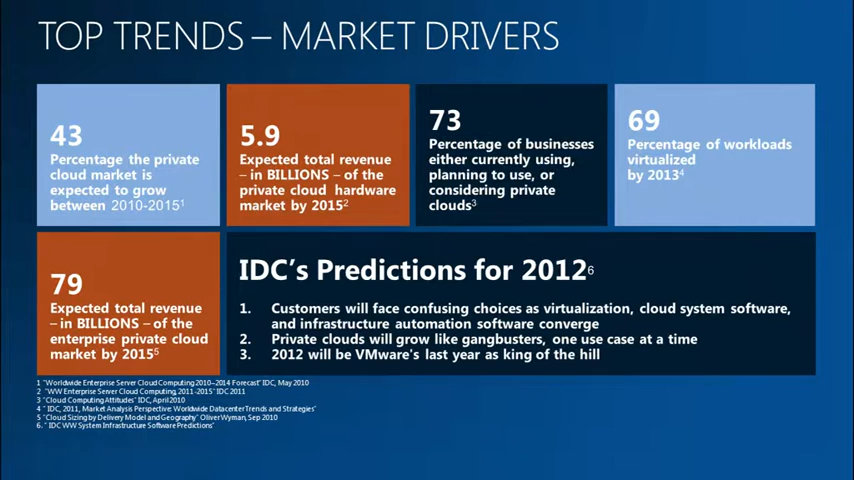 TOP TRENDS – MARKET DRIVERS
43
Percentage the private
cloud market is
expected to grow
between 2010-2015¹
5.9
Expected total revenue
– in BILLIONS – of the
private cloud hardware
market by 2015²
73
Percentage of businesses
either currently using,
planning to use, or
considering private
clouds³
69
Percentage of workloads
virtualized
by 2013⁴
79
Expected total revenue
– in BILLIONS – of the
enterprise private cloud
market by 2015⁵
IDC's Predictions for 2012⁶
1. Customers will face confusing choices as virtualization, cloud system software,
and infrastructure automation software converge
2. Private clouds will grow like gangbusters, one use case at a time
3. 2012 will be VMware's last year as king of the hill
1 "Worldwide Enterprise Server Cloud Computing 2010–2014 Forecast" IDC, May 2010
2 "WW Enterprise Server Cloud Computing, 2011-2015" IDC 2011
3 "Cloud Computing Attitudes" IDC, April 2010
4 " IDC, 2011, Market Analysis Perspective: Worldwide Datacenter Trends and Strategies"
5 "Cloud Sizing by Delivery Model and Geography" Oliver Wyman, Sep 2010
6. " IDC WW System Infrastructure Software Predictions"